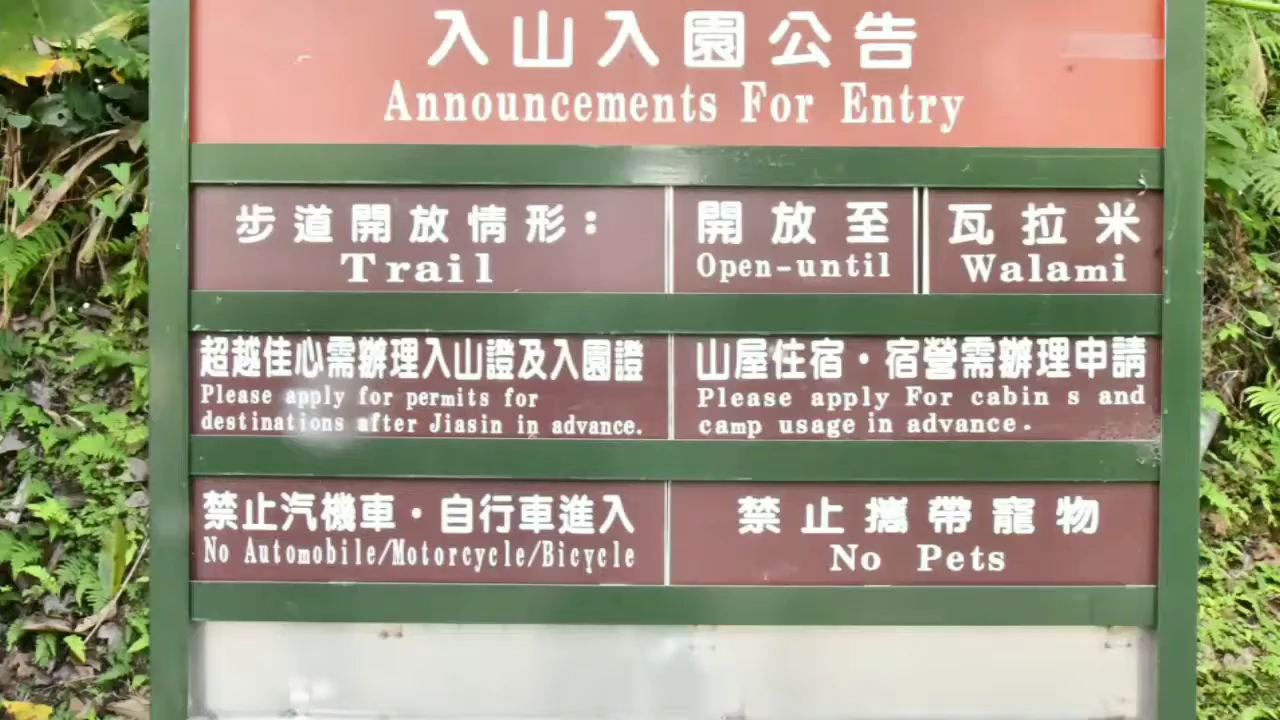 入山入園公告
Announcements For Entry
步道開放情形：
Trail
開放至
Open-until
瓦拉米
Walami
超越佳心需辦理入山證及入園證
Please apply for permits for
destinations after Jiasin in advance.
山屋住宿・宿營需辦理申請
Please apply For cabin s and
camp usage in advance.
禁止汽機車・自行車進入
No Automobile/Motorcycle/Bicycle
禁止攜帶寵物
No Pets